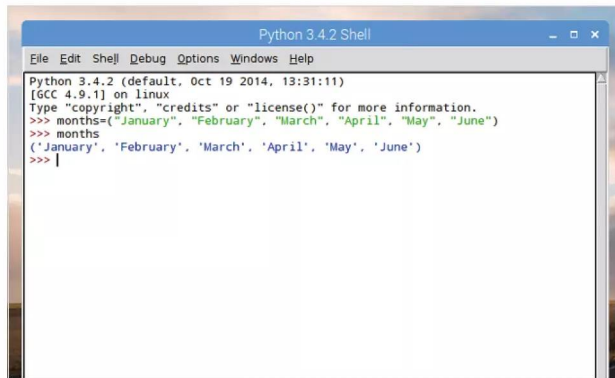 Python 3.4.2 Shell
File Edit Shell Debug Options Windows Help
Python 3.4.2 (default, Oct 19 2014, 13:31:11)
[GCC 4.9.1] on linux
Type "copyright", "credits" or "license()" for more information.
>>> months=("January", "February", "March", "April", "May", "June")
>>> months
('January', 'February', 'March', 'April', 'May', 'June')
>>>